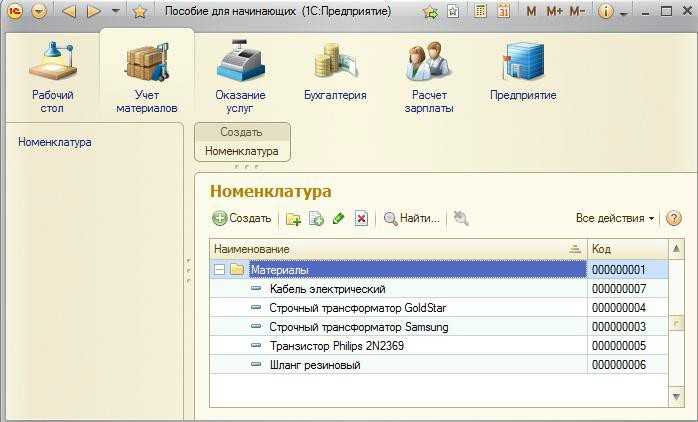 1С Пособие для начинающих (1С:Предприятие) 31 M M+ M-
Рабочий стол
Учет материалов
Оказание услуг
Бухгалтерия
Расчет зарплаты
Предприятие
Номенклатура
Создать
Номенклатура
Номенклатура
Создать Найти... Все действия ?
Наименование Код
Материалы 000000001
Кабель электрический 000000007
Строчный трансформатор GoldStar 000000004
Строчный трансформатор Samsung 000000003
Транзистор Philips 2N2369 000000005
Шланг резиновый 000000006